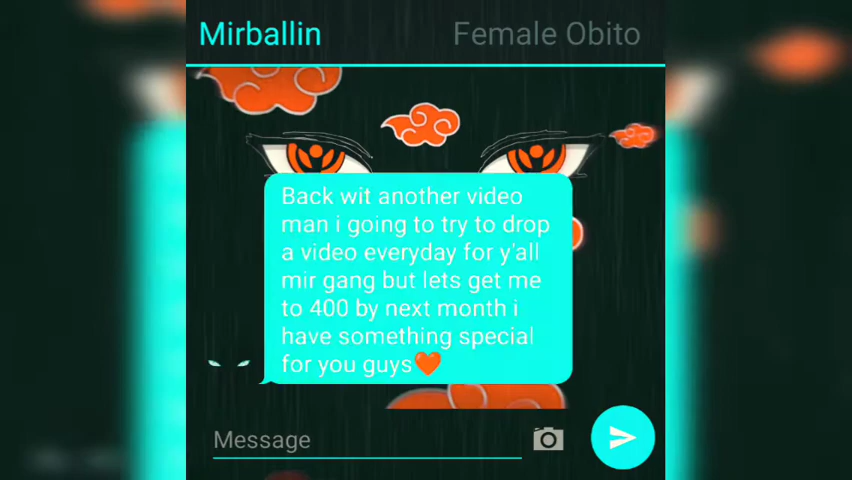 Mirballin
Female Obito
Back wit another video
man i going to try to drop
a video everyday for y'all
mir gang but lets get me
to 400 by next month i
have something special
for you guys🧡
Message